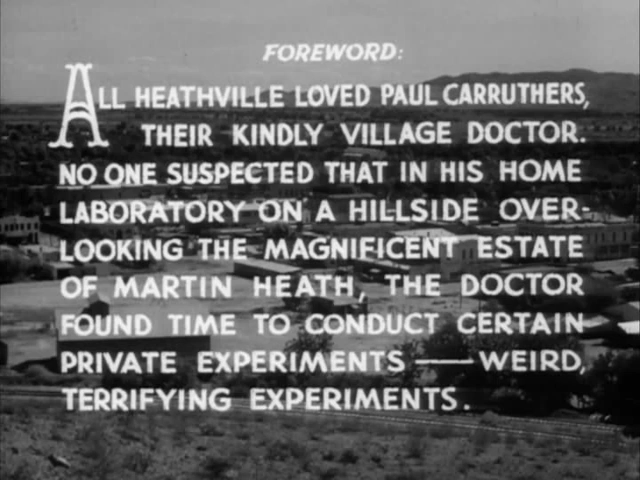 FOREWORD:
ALL HEATHVILLE LOVED PAUL CARRUTHERS,
THEIR KINDLY VILLAGE DOCTOR.
NO ONE SUSPECTED THAT IN HIS HOME
LABORATORY ON A HILLSIDE OVER-
LOOKING THE MAGNIFICENT ESTATE
OF MARTIN HEATH, THE DOCTOR
FOUND TIME TO CONDUCT CERTAIN
PRIVATE EXPERIMENTS — WEIRD,
TERRIFYING EXPERIMENTS.